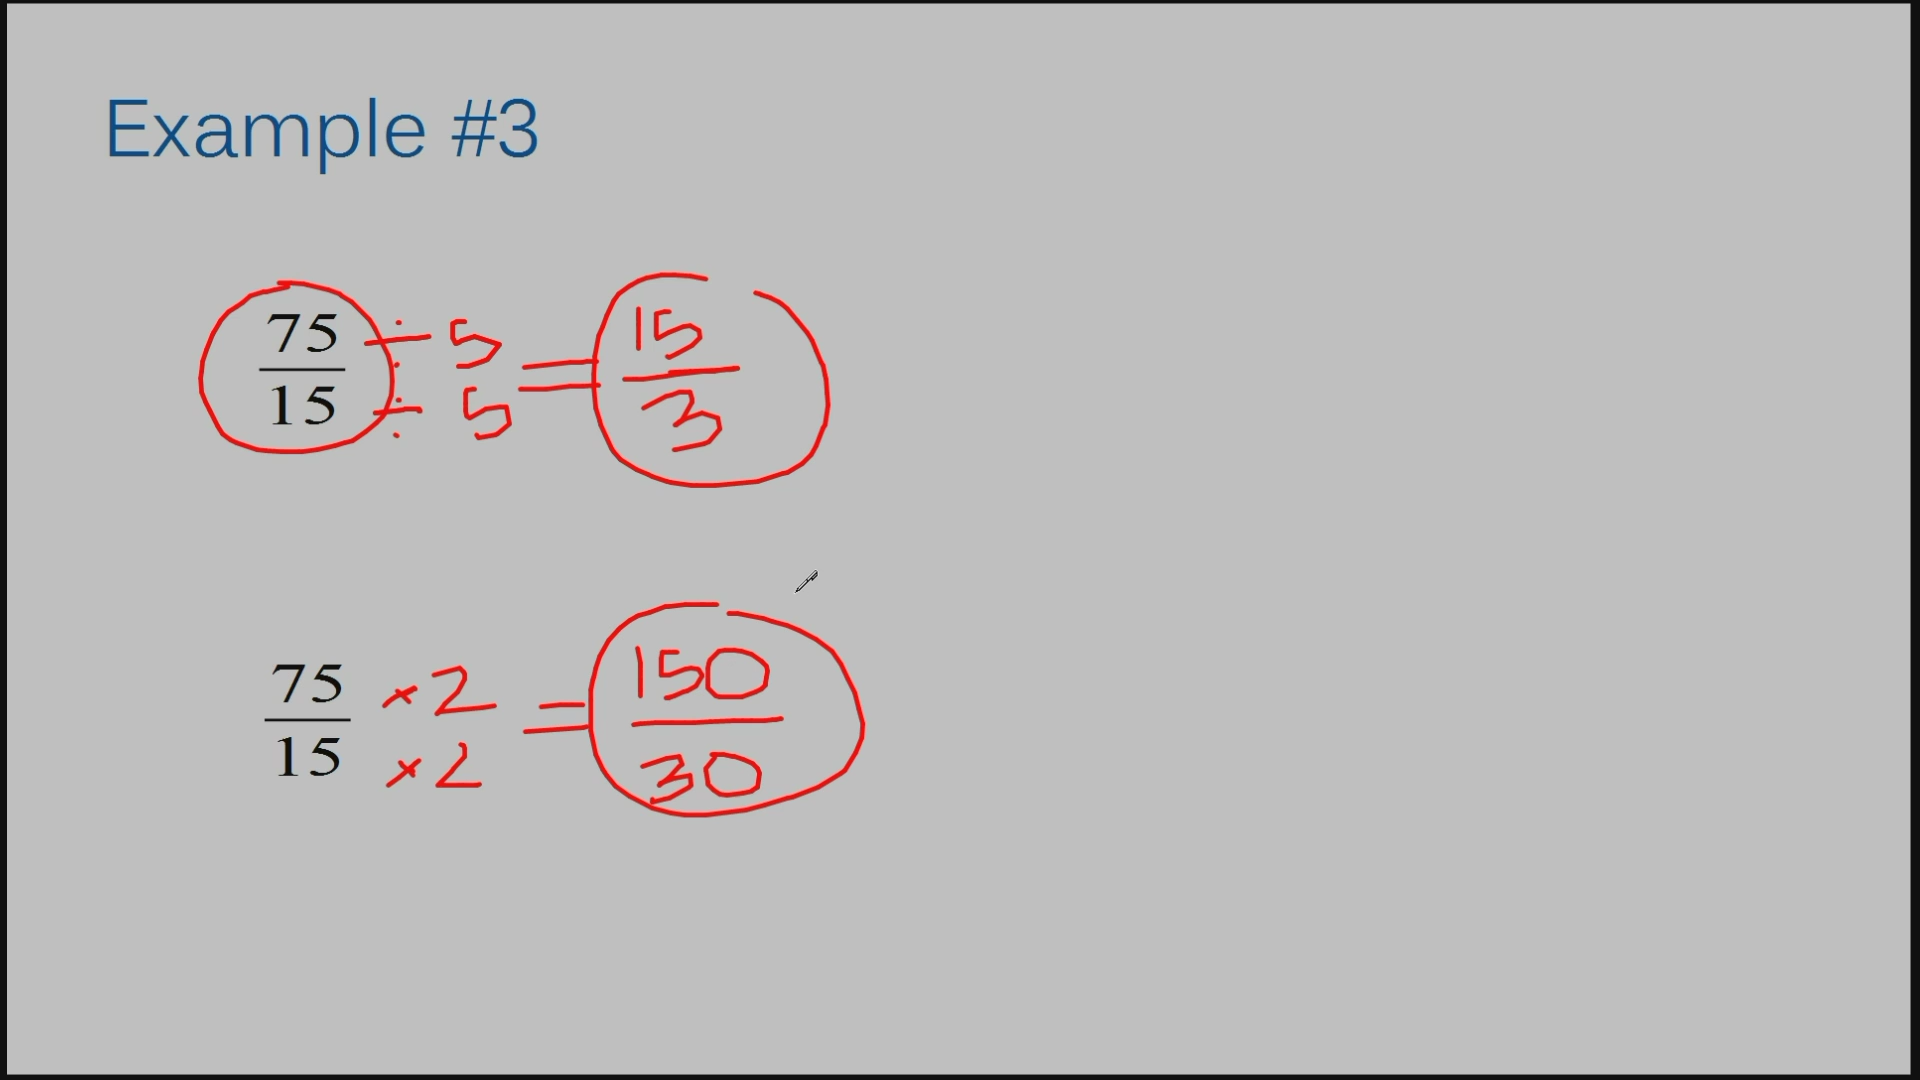 Example #3
75 ÷ 5 = 15
15 ÷ 5 3
75 × 2 = 150
15 × 2 30